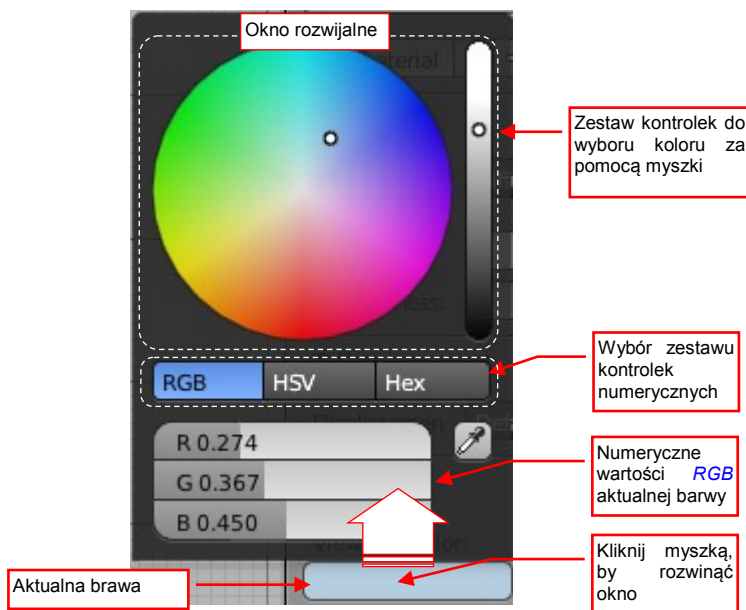 Okno rozwijalne
Zestaw kontrolek do
wyboru koloru za
pomocą myszki
Wybór zestawu
kontrolek
numerycznych
RGB HSV Hex
R 0.274
G 0.367
B 0.450
Numeryczne
wartości RGB
aktualnej barwy
Kliknij myszką,
by rozwinąć
okno
Aktualna brawa